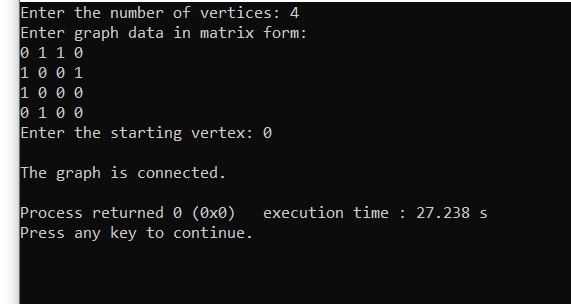 Enter the number of vertices: 4
Enter graph data in matrix form:
0 1 1 0
1 0 0 1
1 0 0 0
0 1 0 0
Enter the starting vertex: 0
The graph is connected.
Process returned 0 (0x0)   execution time : 27.238 s
Press any key to continue.